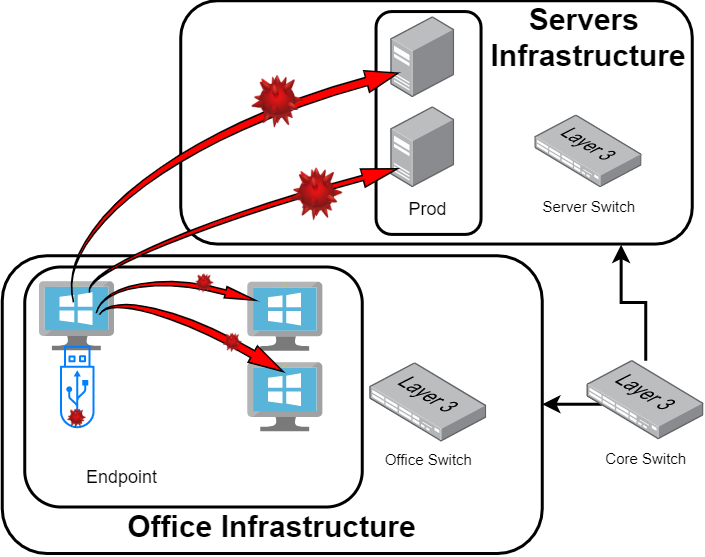 Servers
Infrastructure
Layer 3
Prod
Server Switch
Layer 3
Layer 3
Endpoint
Office Switch
Core Switch
Office Infrastructure